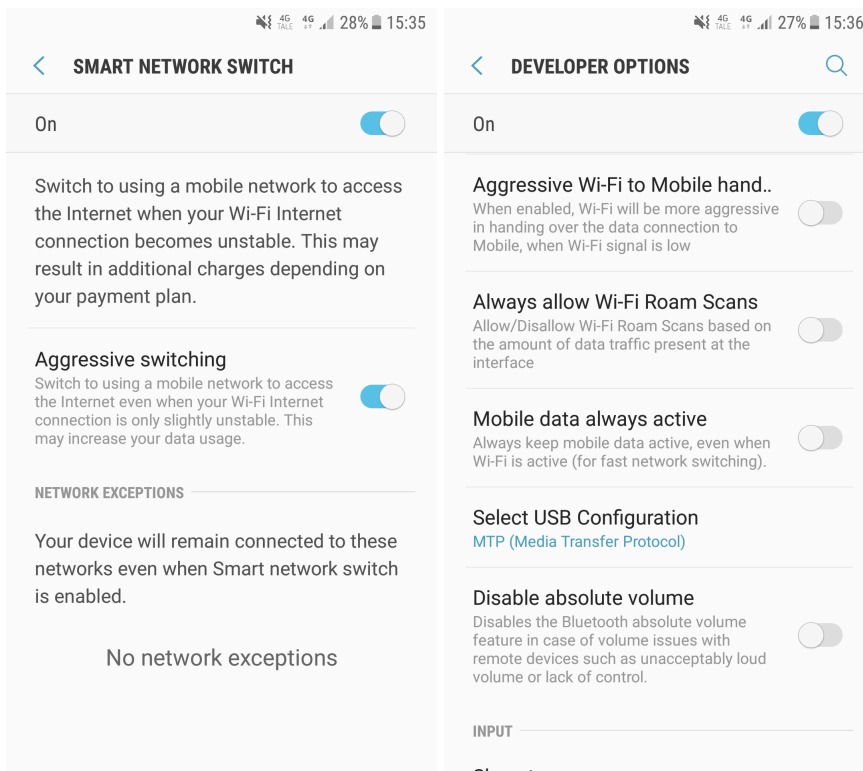 4G TALE 4G 28% 15:35
SMART NETWORK SWITCH
On
Switch to using a mobile network to access
the Internet when your Wi-Fi Internet
connection becomes unstable. This may
result in additional charges depending on
your payment plan.
Aggressive switching
Switch to using a mobile network to access
the Internet even when your Wi-Fi Internet
connection is only slightly unstable. This
may increase your data usage.
NETWORK EXCEPTIONS
Your device will remain connected to these
networks even when Smart network switch
is enabled.
No network exceptions
4G TALE 4G 27% 15:36
DEVELOPER OPTIONS
On
Aggressive Wi-Fi to Mobile hand..
When enabled, Wi-Fi will be more aggressive
in handing over the data connection to
Mobile, when Wi-Fi signal is low
Always allow Wi-Fi Roam Scans
Allow/Disallow Wi-Fi Roam Scans based on
the amount of data traffic present at the
interface
Mobile data always active
Always keep mobile data active, even when
Wi-Fi is active (for fast network switching).
Select USB Configuration
MTP (Media Transfer Protocol)
Disable absolute volume
Disables the Bluetooth absolute volume
feature in case of volume issues with
remote devices such as unacceptably loud
volume or lack of control.
INPUT